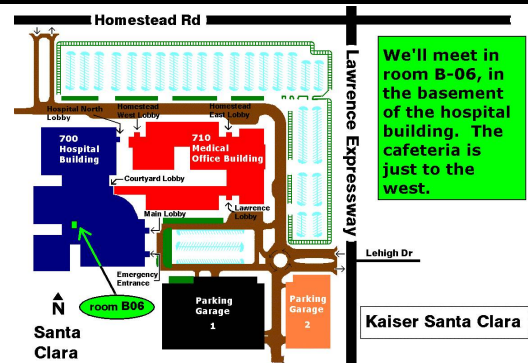 Homestead Rd
Lawrence Expressway
We'll meet in
room B-06, in
the basement
of the hospital
building.  The
cafeteria is
just to the
west.
Hospital North
Lobby
Homestead
West Lobby
Homestead
East Lobby
700
Hospital
Building
710
Medical
Office Building
Courtyard Lobby
Main Lobby
Lawrence
Lobby
Lehigh Dr
Emergency
Entrance
room B06
N
Santa
Clara
Parking
Garage
1
Parking
Garage
2
Kaiser Santa Clara